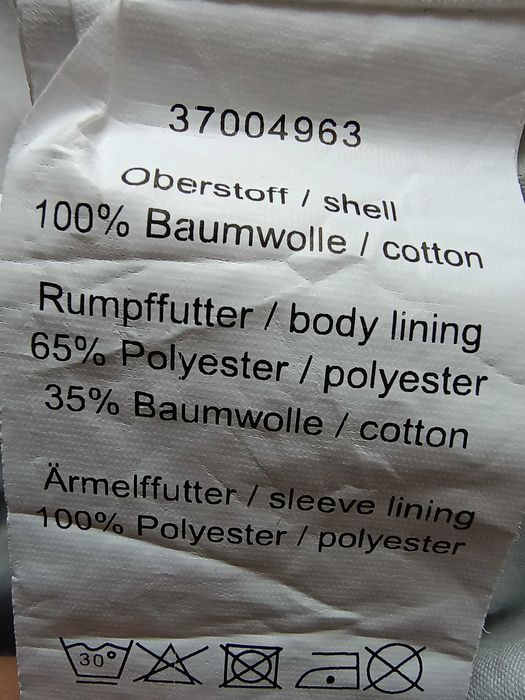 37004963
Oberstoff / shell
100% Baumwolle / cotton
Rumpffutter / body lining
65% Polyester / polyester
35% Baumwolle / cotton
Ärmelffutter / sleeve lining
100% Polyester / polyester
30°